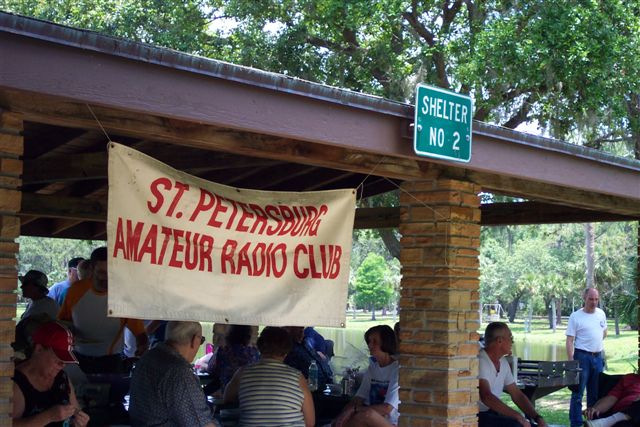 SHELTER
NO 2
ST. PETERSBURG
AMATEUR RADIO CLUB